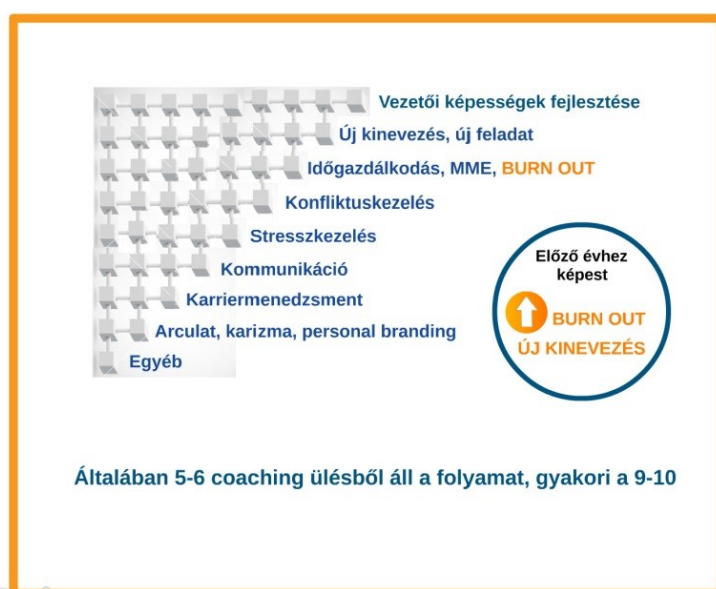 Vezetői képességek fejlesztése
Új kinevezés, új feladat
Időgazdálkodás, MME, BURN OUT
Konfliktuskezelés
Stresszkezelés
Kommunikáció
Karriermenedzsment
Arculat, karizma, personal branding
Egyéb
Előző évhez
képest
BURN OUT
ÚJ KINEVEZÉS
Általában 5-6 coaching ülésből áll a folyamat, gyakori a 9-10